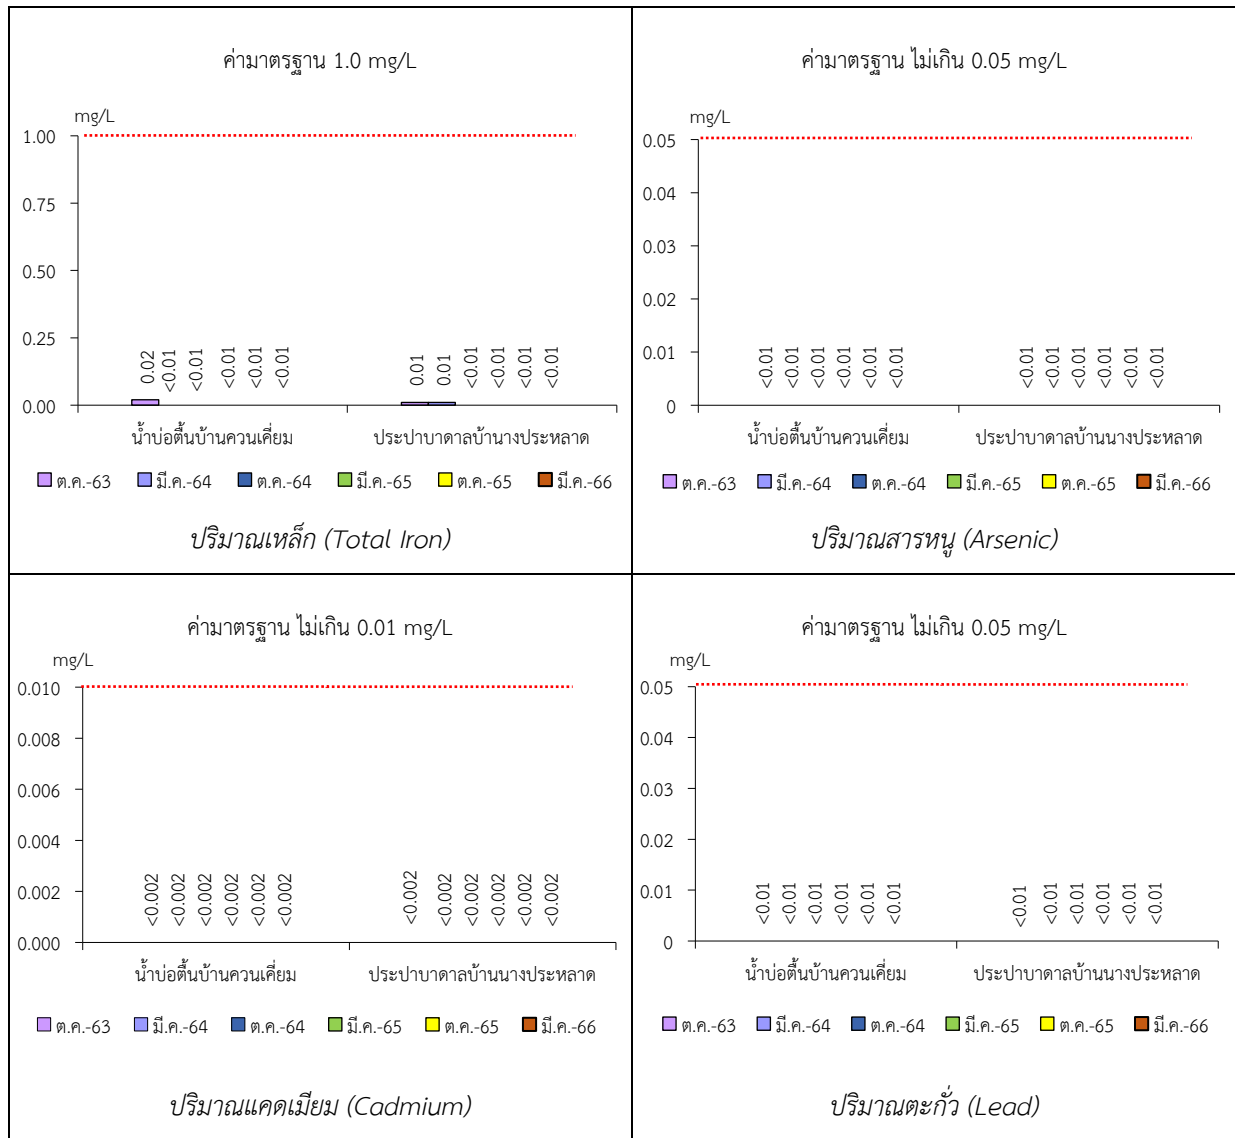 ค่ามาตรฐาน 1.0 mg/L
mg/L
1.00
0.75
0.50
0.25
0.00
0.02 <0.01 <0.01 <0.01 <0.01 <0.01
0.01 0.01 <0.01 <0.01 <0.01 <0.01
น้ำบ่อตื้นบ้านควนเคี่ยม ประปาบาดาลบ้านนางประหลาด
ต.ค.-63 มี.ค.-64 ต.ค.-64 มี.ค.-65 ต.ค.-65 มี.ค.-66
ปริมาณเหล็ก (Total Iron)
ค่ามาตรฐาน ไม่เกิน 0.05 mg/L
mg/L
0.05
0.04
0.03
0.02
0.01
0
<0.01 <0.01 <0.01 <0.01 <0.01 <0.01
<0.01 <0.01 <0.01 <0.01 <0.01 <0.01
น้ำบ่อตื้นบ้านควนเคี่ยม ประปาบาดาลบ้านนางประหลาด
ต.ค.-63 มี.ค.-64 ต.ค.-64 มี.ค.-65 ต.ค.-65 มี.ค.-66
ปริมาณสารหนู (Arsenic)
ค่ามาตรฐาน ไม่เกิน 0.01 mg/L
mg/L
0.010
0.008
0.006
0.004
0.002
0.000
<0.002 <0.002 <0.002 <0.002 <0.002 <0.002
<0.002 <0.002 <0.002 <0.002 <0.002 <0.002
น้ำบ่อตื้นบ้านควนเคี่ยม ประปาบาดาลบ้านนางประหลาด
ต.ค.-63 มี.ค.-64 ต.ค.-64 มี.ค.-65 ต.ค.-65 มี.ค.-66
ปริมาณแคดเมียม (Cadmium)
ค่ามาตรฐาน ไม่เกิน 0.05 mg/L
mg/L
0.05
0.04
0.03
0.02
0.01
0
<0.01 <0.01 <0.01 <0.01 <0.01 <0.01
<0.01 <0.01 <0.01 <0.01 <0.01 <0.01
น้ำบ่อตื้นบ้านควนเคี่ยม ประปาบาดาลบ้านนางประหลาด
ต.ค.-63 มี.ค.-64 ต.ค.-64 มี.ค.-65 ต.ค.-65 มี.ค.-66
ปริมาณตะกั่ว (Lead)